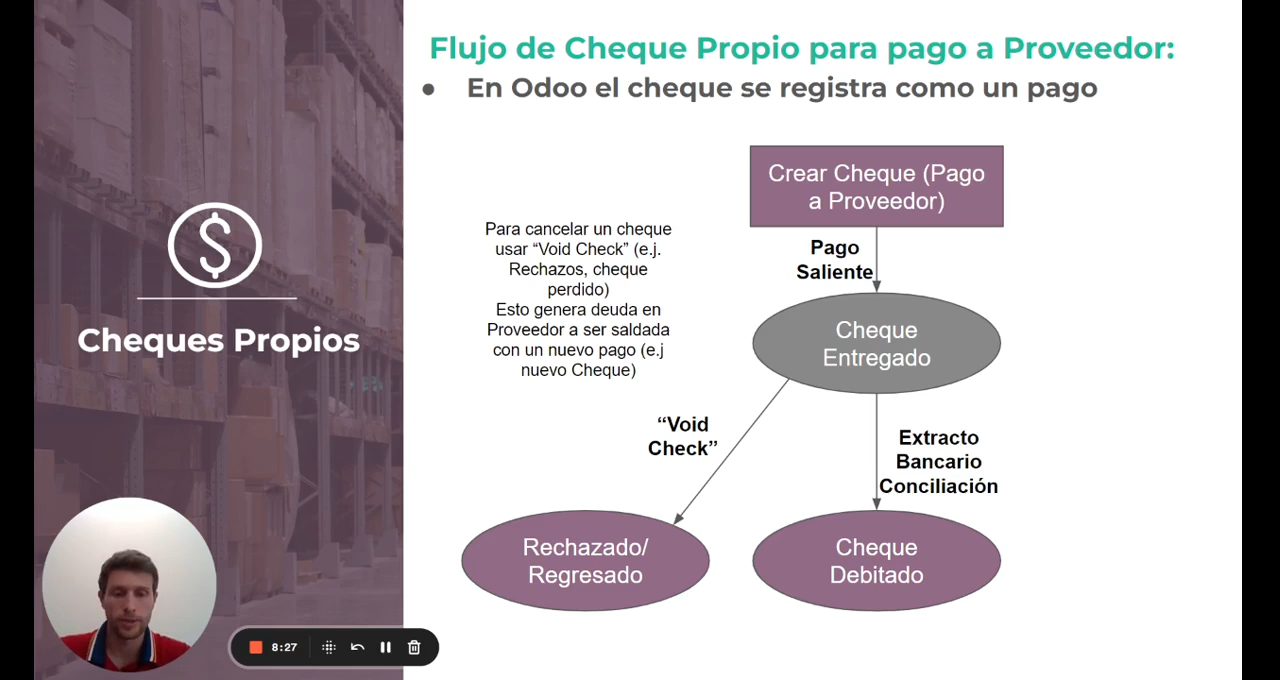 Flujo de Cheque Propio para pago a Proveedor:
● En Odoo el cheque se registra como un pago
Crear Cheque (Pago
a Proveedor)
Para cancelar un cheque
usar “Void Check” (e.j.
Rechazos, cheque
perdido)
Esto genera deuda en
Proveedor a ser saldada
con un nuevo pago (e.j
nuevo Cheque)
Pago
Saliente
Cheque
Entregado
$
Cheques Propios
“Void
Check”
Extracto
Bancario
Conciliación
Rechazado/
Regresado
Cheque
Debitado
8:27